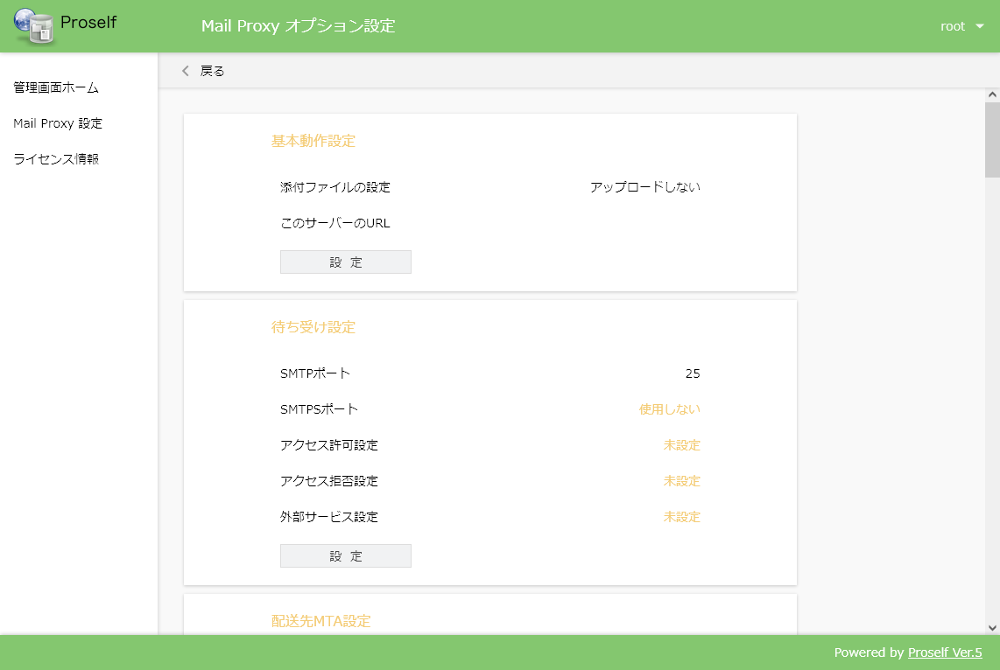 Proself
Mail Proxy オプション設定
root
管理画面ホーム
Mail Proxy 設定
ライセンス情報
戻る
基本動作設定
添付ファイルの設定 アップロードしない
このサーバーのURL
設 定
待ち受け設定
SMTPポート 25
SMTPSポート 使用しない
アクセス許可設定 未設定
アクセス拒否設定 未設定
外部サービス設定 未設定
設 定
配送先MTA設定
Powered by Proself Ver.5